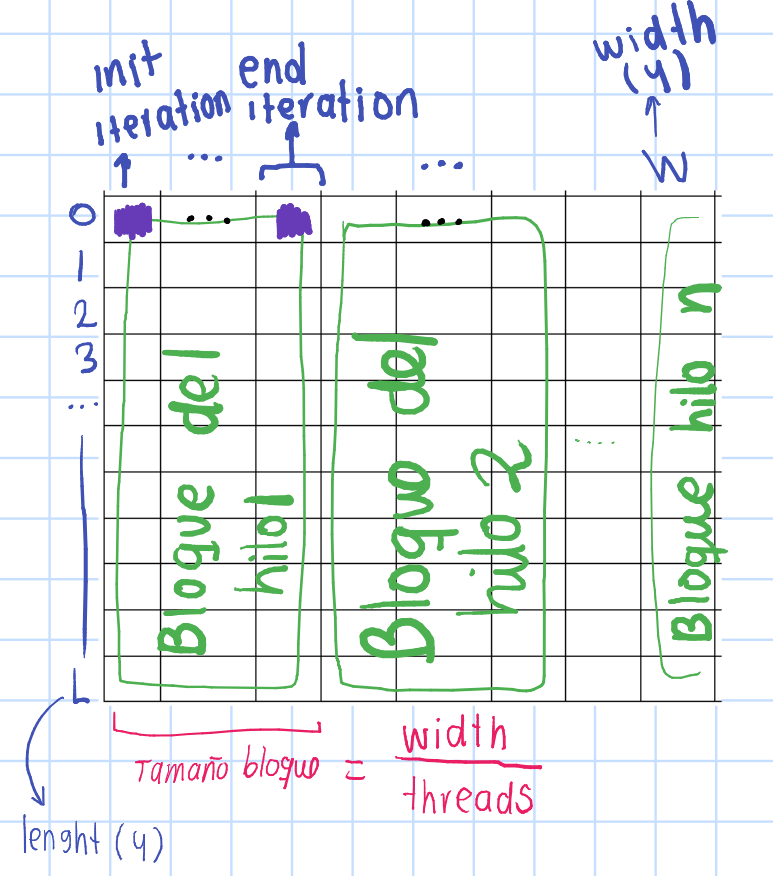 init
iteration
end
iteration
width
(y)
W
...
...
0
1
2
3
...
L
...
...
Bloque del
hilo1
Bloque del
hilo 2
....
Bloque hilo n
Tamaño bloque = width
threads
lenght (y)